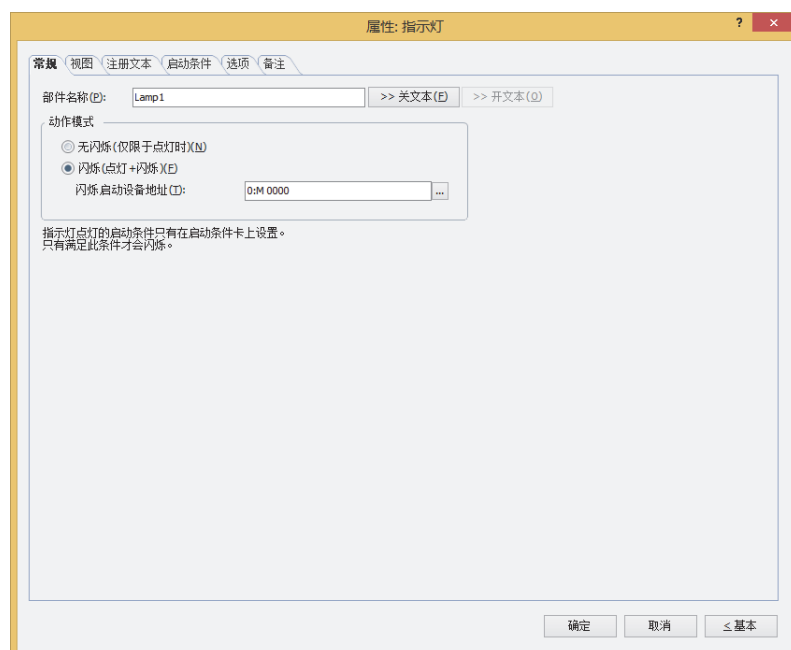 属性: 指示灯
? ×
常规 视图 注册文本 启动条件 选项 备注
部件名称(P): Lamp1 >> 关文本(F) >> 开文本(O)
动作模式
无闪烁(仅限于点灯时)(N)
闪烁(点灯+闪烁)(F)
闪烁启动设备地址(T): 0:M 0000 ...
指示灯点灯的启动条件只有在启动条件卡上设置。
只有满足此条件才会闪烁。
确定 取消 <基本